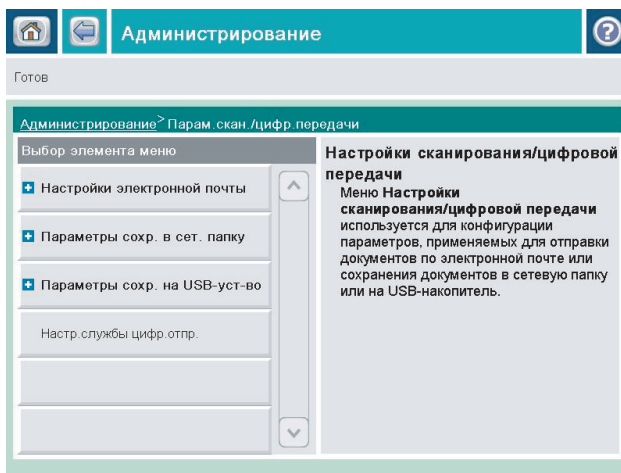 Администрирование
?
Готов
Администрирование > Парам.скан./цифр.передачи
Выбор элемента меню
Настройки электронной почты
Параметры сохр. в сет. папку
Параметры сохр. на USB-уст-во
Настр.службы цифр.отпр.
Настройки сканирования/цифровой
передачи
Меню Настройки
сканирования/цифровой передачи
используется для конфигурации
параметров, применяемых для отправки
документов по электронной почте или
сохранения документов в сетевую папку
или на USB-накопитель.